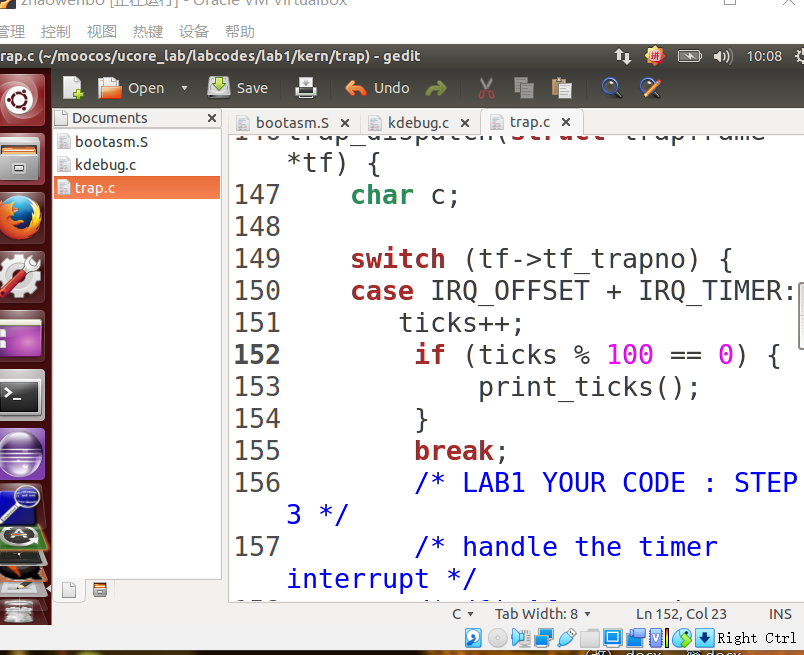 zhaowenbo [正在运行] - Oracle VM VirtualBox
管理 控制 视图 热键 设备 帮助
rap.c (~/moocos/ucore_lab/labcodes/lab1/kern/trap) - gedit
拼
10:08
Open Save Undo
Documents
bootasm.S kdebug.c trap.c
bootasm.S
kdebug.c
trap.c
146 trap_dispatch(struct trapframe
*tf) {
147 char c;
148
149 switch (tf->tf_trapno) {
150 case IRQ_OFFSET + IRQ_TIMER:
151 ticks++;
152 if (ticks % 100 == 0) {
153 print_ticks();
154 }
155 break;
156 /* LAB1 YOUR CODE : STEP
3 */
157 /* handle the timer
interrupt */
C Tab Width: 8 Ln 152, Col 23 INS
Right Ctrl